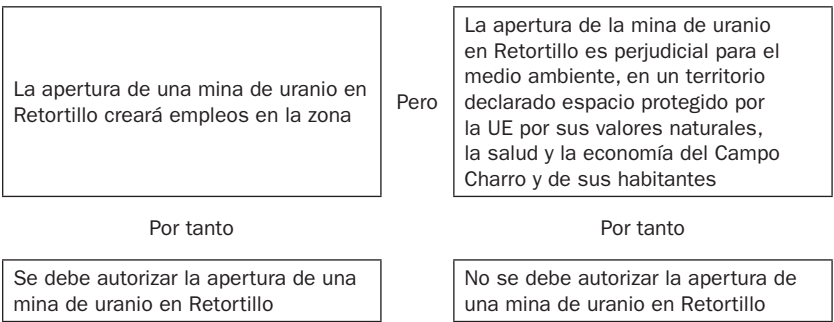 La apertura de una mina de uranio en
Retortillo creará empleos en la zona
Pero
La apertura de la mina de uranio
en Retortillo es perjudicial para el
medio ambiente, en un territorio
declarado espacio protegido por
la UE por sus valores naturales,
la salud y la economía del Campo
Charro y de sus habitantes
Por tanto
Por tanto
Se debe autorizar la apertura de una
mina de uranio en Retortillo
No se debe autorizar la apertura de
una mina de uranio en Retortillo